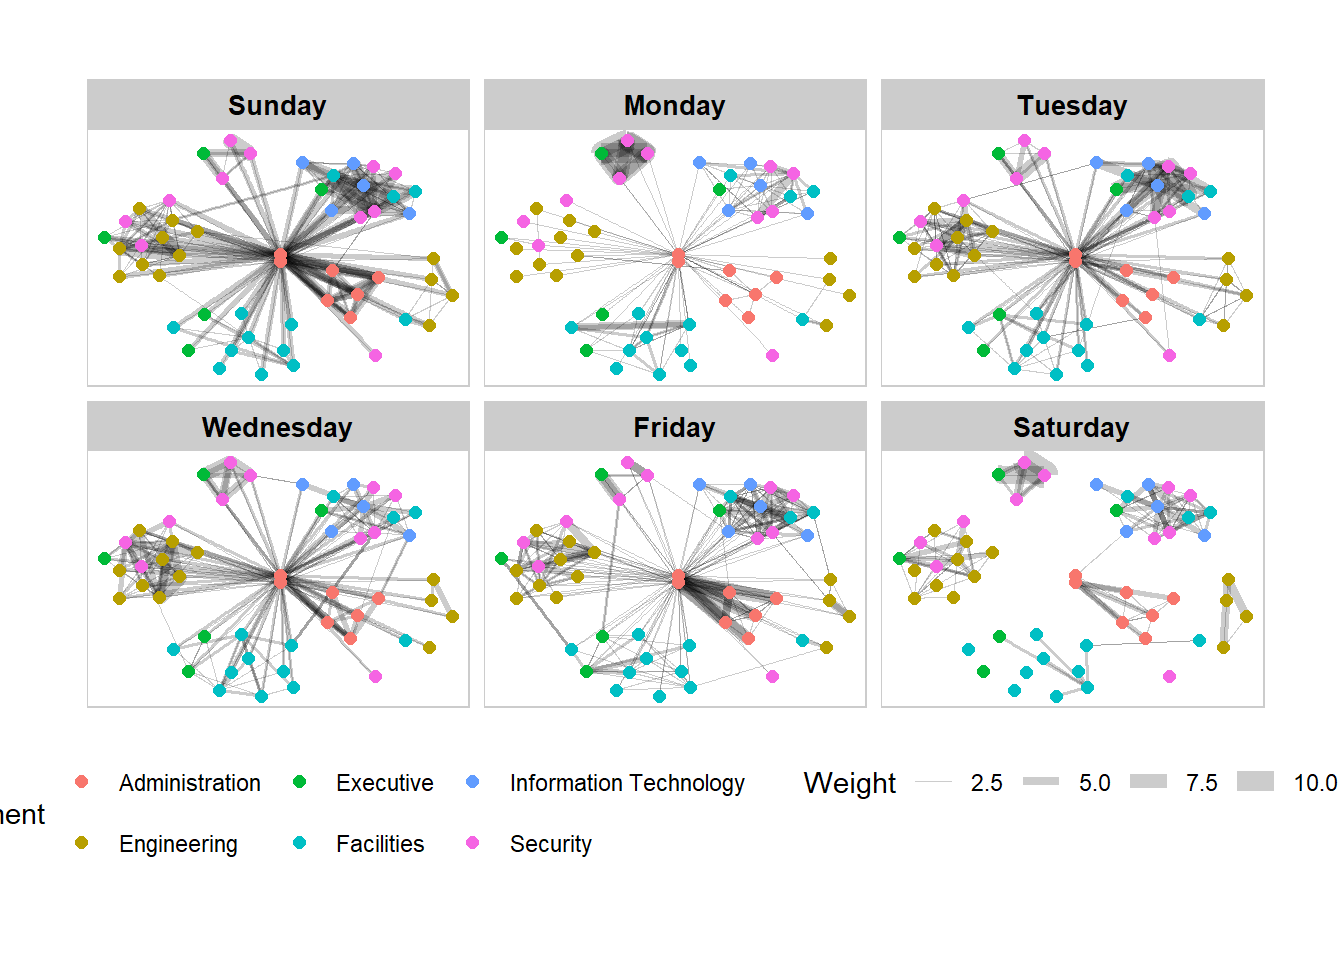 Sunday Monday Tuesday
Wednesday Friday Saturday
Administration Executive Information Technology Weight 2.5 5.0 7.5 10.0
Engineering Facilities Security